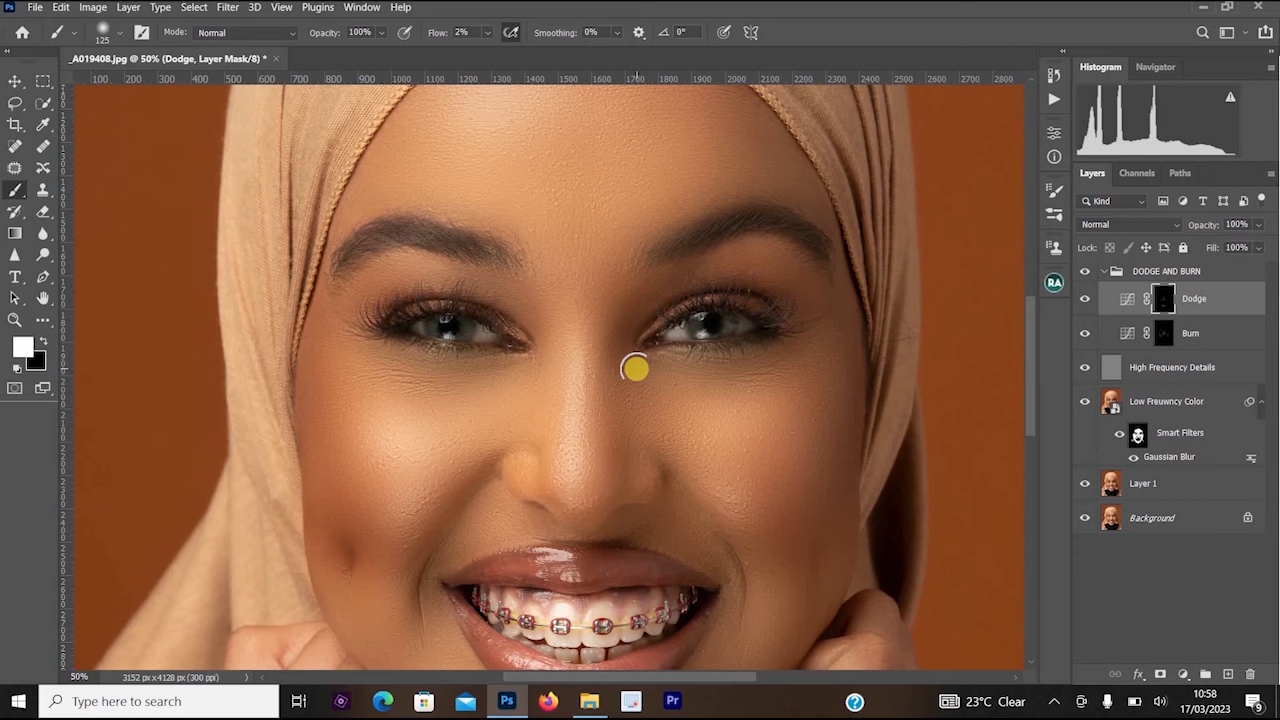 Ps File Edit Image Layer Type Select Filter 3D View Plugins Window Help
125 Mode: Normal Opacity: 100% Flow: 2% Smoothing: 0% 0°
_A019408.jpg @ 50% (Dodge, Layer Mask/8) *
100 200 300 400 500 600 700 800 900 1000 1100 1200 1300 1400 1500 1600 1700 1800 1900 2000 2100 2200 2300 2400 2500 2600 2700 2800
Histogram Navigator
Layers Channels Paths
Kind
Normal Opacity: 100%
Lock: Fill: 100%
DODGE AND BURN
Dodge
Burn
High Frequency Details
Low Freuwncy Color
Smart Filters
Gaussian Blur
Layer 1
Background
RA
50% 3152 px x 4128 px (300 ppi)
Type here to search
Ps
Pr
23°C Clear
10:58
17/03/2023
9